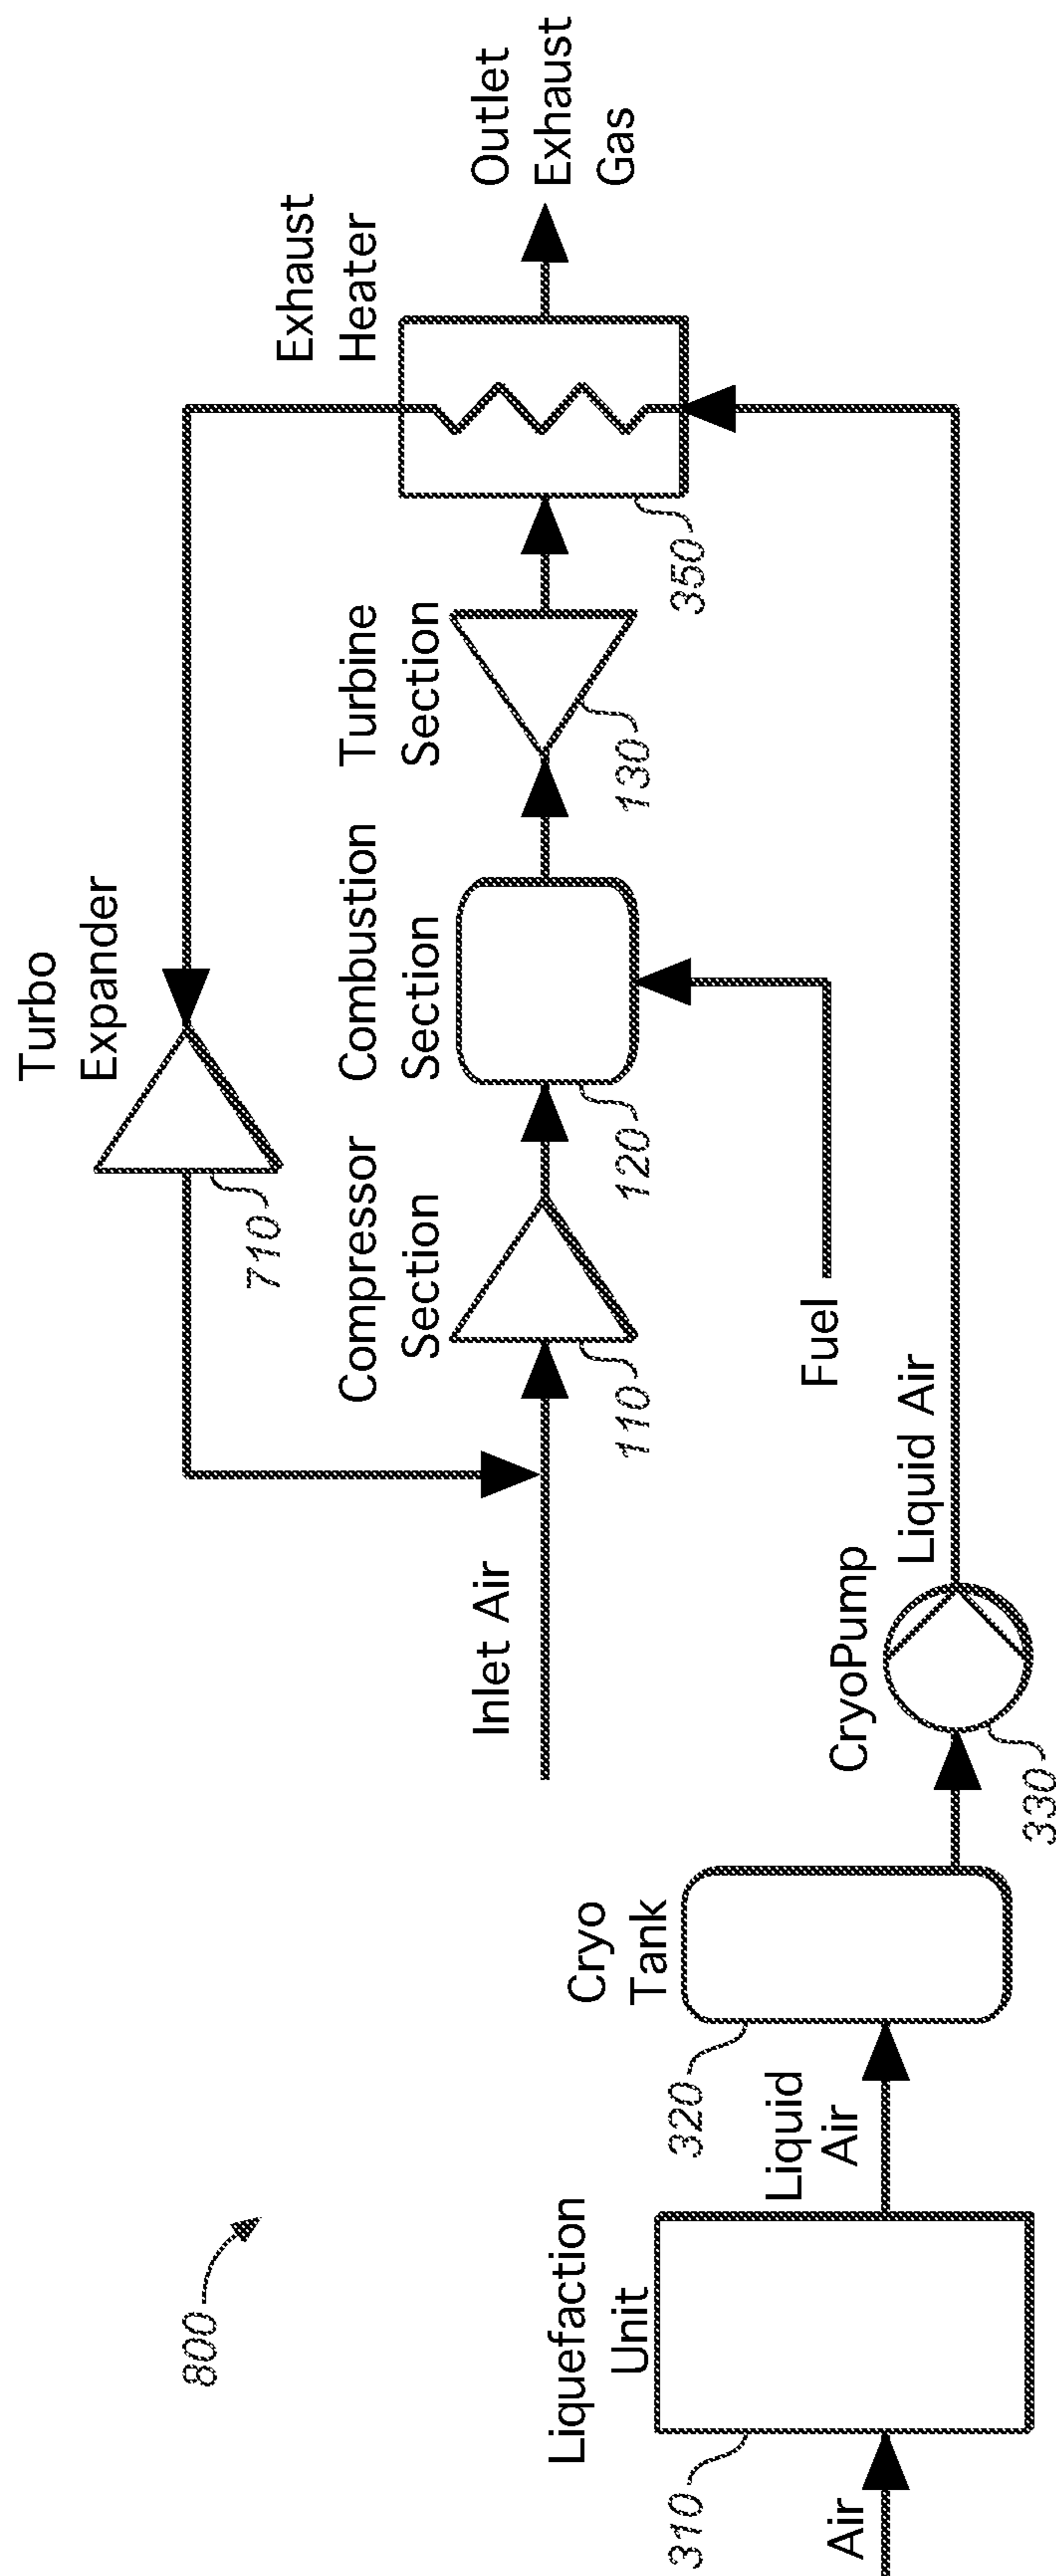 800
Turbo
Expander
710
Exhaust
Heater
350
Outlet
Exhaust
Gas
Compressor
Section
110
Combustion
Section
120
Turbine
Section
130
Inlet Air
Fuel
Liquefaction
Unit
310
Air
Liquid
Air
Cryo
Tank
320
CryoPump
330
Liquid Air